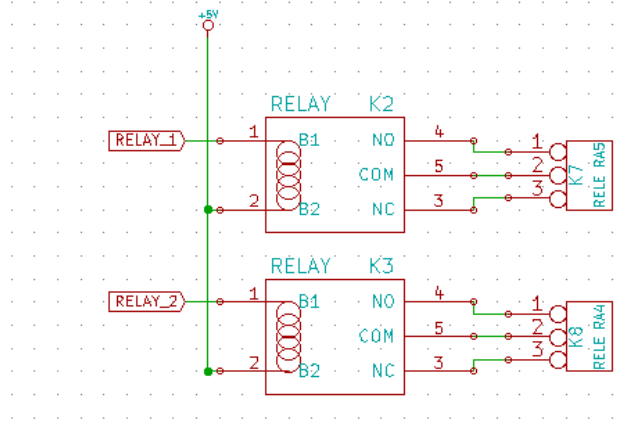 +5V
RELAY K2
RELAY_1 1 B1 NO 4 1
COM 5 2
2 B2 NC 3 3
K7
RELE RA5
RELAY K3
RELAY_2 1 B1 NO 4 1
COM 5 2
2 B2 NC 3 3
K8
RELE RA4